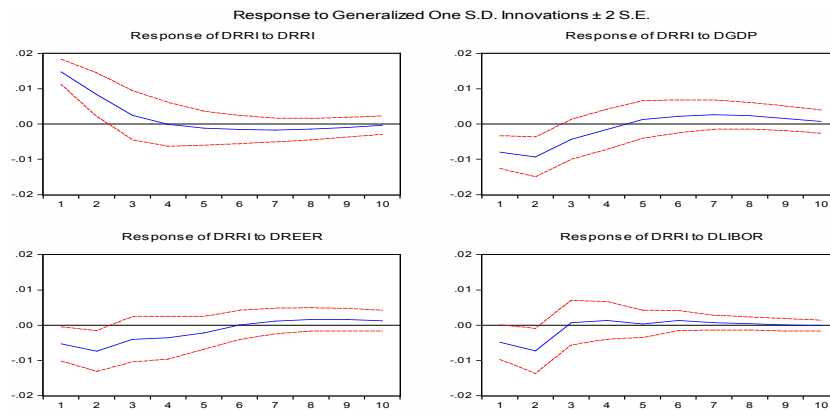 Response to Generalized One S.D. Innovations ± 2 S.E.
Response of DRRI to DRRI
.02
.01
.00
-.01
-.02
1 2 3 4 5 6 7 8 9 10
Response of DRRI to DGDP
.02
.01
.00
-.01
-.02
1 2 3 4 5 6 7 8 9 10
Response of DRRI to DREER
.02
.01
.00
-.01
-.02
1 2 3 4 5 6 7 8 9 10
Response of DRRI to DLIBOR
.02
.01
.00
-.01
-.02
1 2 3 4 5 6 7 8 9 10